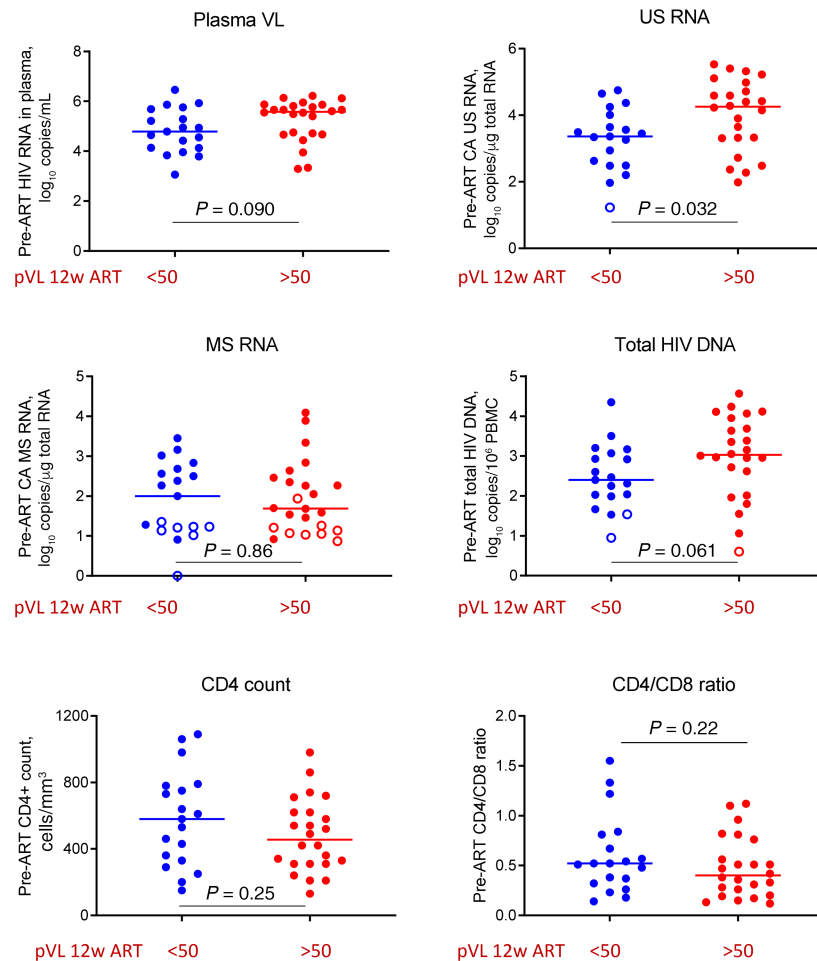 Plasma VL
Pre-ART HIV RNA in plasma,
log10 copies/mL
8
6
4
2
0
P = 0.090
pVL 12w ART <50 >50
US RNA
Pre-ART CA US RNA,
log10 copies/µg total RNA
6
4
2
0
P = 0.032
pVL 12w ART <50 >50
MS RNA
Pre-ART CA MS RNA,
log10 copies/µg total RNA
5
4
3
2
1
0
P = 0.86
pVL 12w ART <50 >50
Total HIV DNA
Pre-ART total HIV DNA,
log10 copies/10⁶ PBMC
5
4
3
2
1
0
P = 0.061
pVL 12w ART <50 >50
CD4 count
Pre-ART CD4+ count,
cells/mm³
1200
800
400
0
P = 0.25
pVL 12w ART <50 >50
CD4/CD8 ratio
Pre-ART CD4/CD8 ratio
2.0
1.5
1.0
0.5
0.0
P = 0.22
pVL 12w ART <50 >50